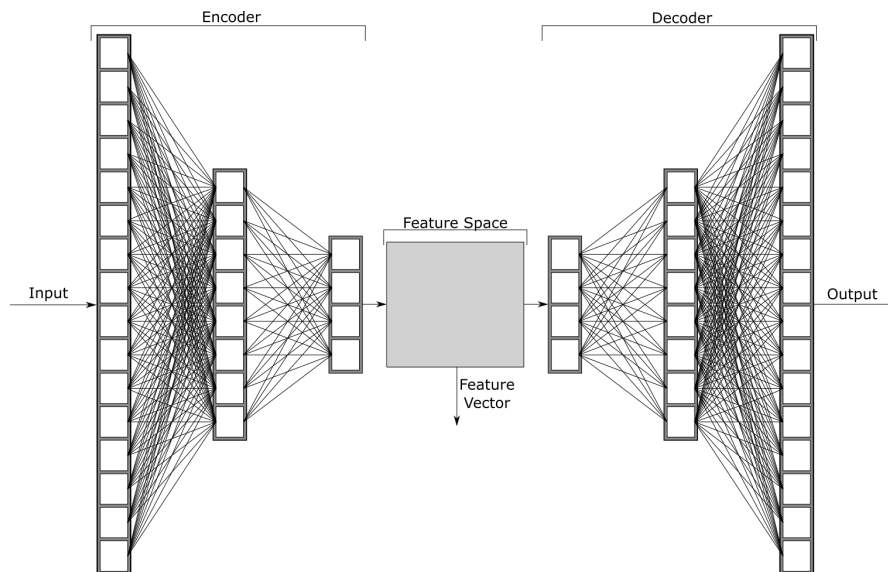 Encoder
Decoder
Feature Space
Input
Output
Feature
Vector